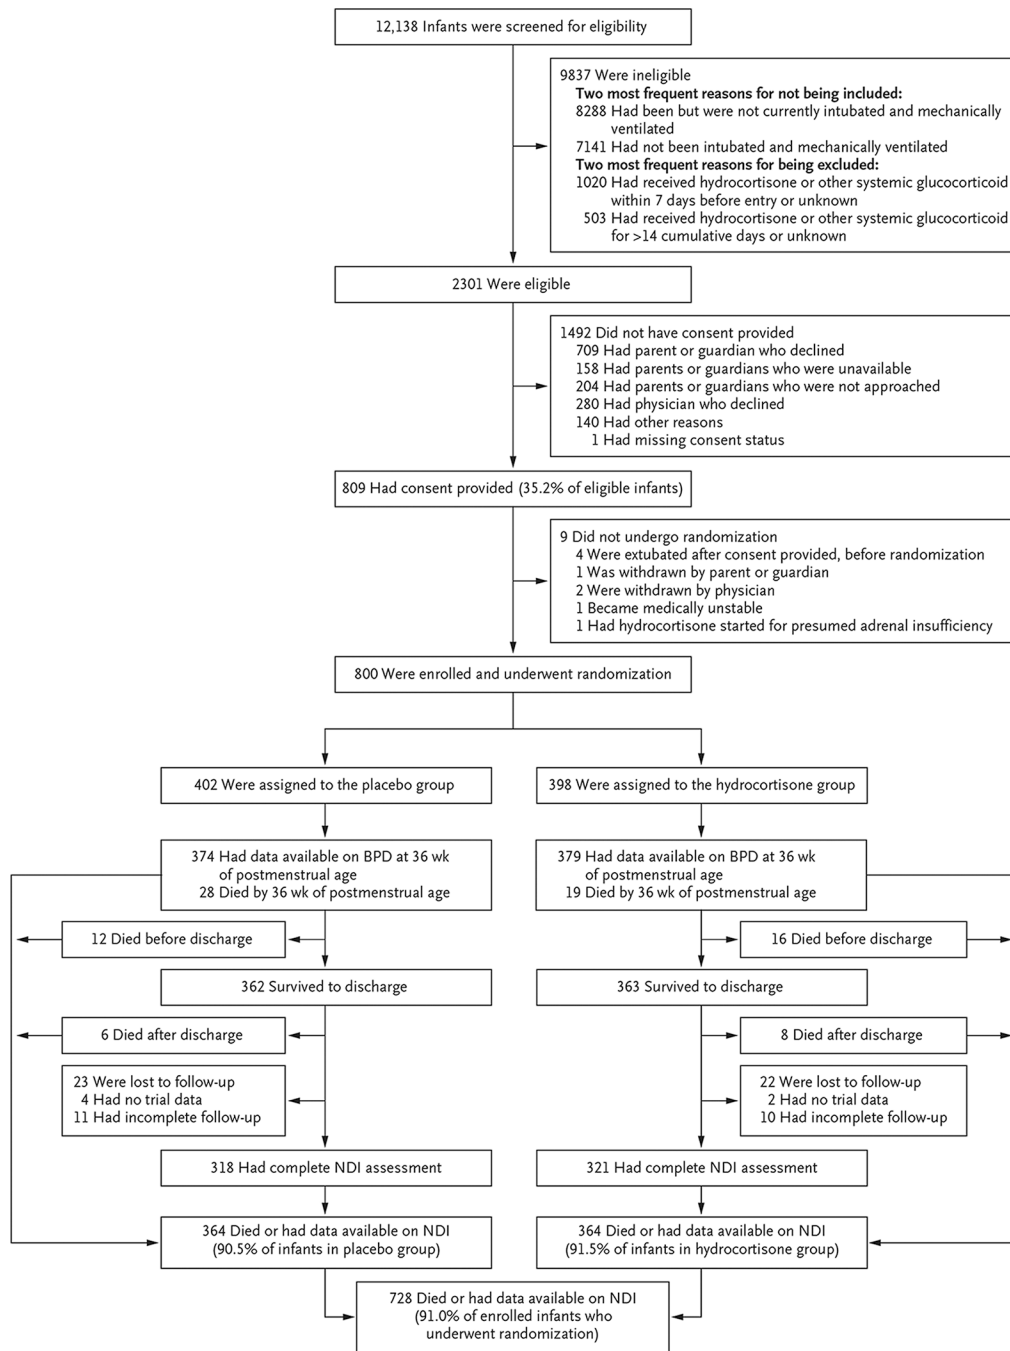 12,138 Infants were screened for eligibility
9837 Were ineligible
Two most frequent reasons for not being included:
8288 Had been but were not currently intubated and mechanically
ventilated
7141 Had not been intubated and mechanically ventilated
Two most frequent reasons for being excluded:
1020 Had received hydrocortisone or other systemic glucocorticoid
within 7 days before entry or unknown
503 Had received hydrocortisone or other systemic glucocorticoid
for >14 cumulative days or unknown
2301 Were eligible
1492 Did not have consent provided
709 Had parent or guardian who declined
158 Had parents or guardians who were unavailable
204 Had parents or guardians who were not approached
280 Had physician who declined
140 Had other reasons
1 Had missing consent status
809 Had consent provided (35.2% of eligible infants)
9 Did not undergo randomization
4 Were extubated after consent provided, before randomization
1 Was withdrawn by parent or guardian
2 Were withdrawn by physician
1 Became medically unstable
1 Had hydrocortisone started for presumed adrenal insufficiency
800 Were enrolled and underwent randomization
402 Were assigned to the placebo group
398 Were assigned to the hydrocortisone group
374 Had data available on BPD at 36 wk
of postmenstrual age
28 Died by 36 wk of postmenstrual age
379 Had data available on BPD at 36 wk
of postmenstrual age
19 Died by 36 wk of postmenstrual age
12 Died before discharge
16 Died before discharge
362 Survived to discharge
363 Survived to discharge
6 Died after discharge
8 Died after discharge
23 Were lost to follow-up
4 Had no trial data
11 Had incomplete follow-up
22 Were lost to follow-up
2 Had no trial data
10 Had incomplete follow-up
318 Had complete NDI assessment
321 Had complete NDI assessment
364 Died or had data available on NDI
(90.5% of infants in placebo group)
364 Died or had data available on NDI
(91.5% of infants in hydrocortisone group)
728 Died or had data available on NDI
(91.0% of enrolled infants who
underwent randomization)